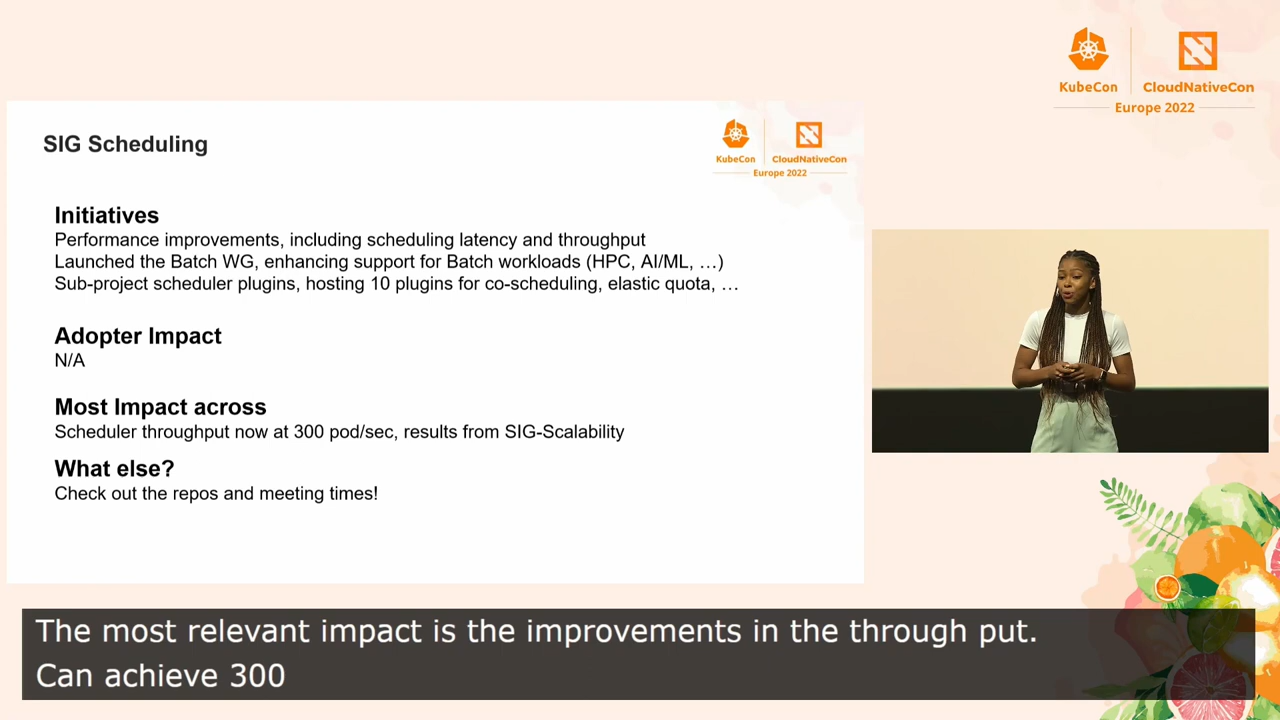 KubeCon
CloudNativeCon
Europe 2022
SIG Scheduling
KubeCon
CloudNativeCon
Europe 2022
Initiatives
Performance improvements, including scheduling latency and throughput
Launched the Batch WG, enhancing support for Batch workloads (HPC, AI/ML, …)
Sub-project scheduler plugins, hosting 10 plugins for co-scheduling, elastic quota, …
Adopter Impact
N/A
Most Impact across
Scheduler throughput now at 300 pod/sec, results from SIG-Scalability
What else?
Check out the repos and meeting times!
The most relevant impact is the improvements in the through put.
Can achieve 300